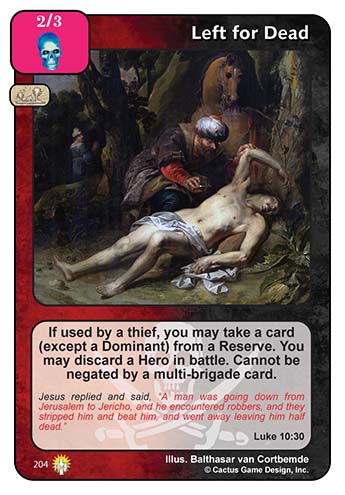 2/3
Left for Dead
If used by a thief, you may take a card
(except a Dominant) from a Reserve. You
may discard a Hero in battle. Cannot be
negated by a multi-brigade card.
Jesus replied and said, “A man was going down from
Jerusalem to Jericho, and he encountered robbers, and they
stripped him and beat him, and went away leaving him half
dead.”
Luke 10:30
204
Illus. Balthasar van Cortbemde
© Cactus Game Design, Inc.